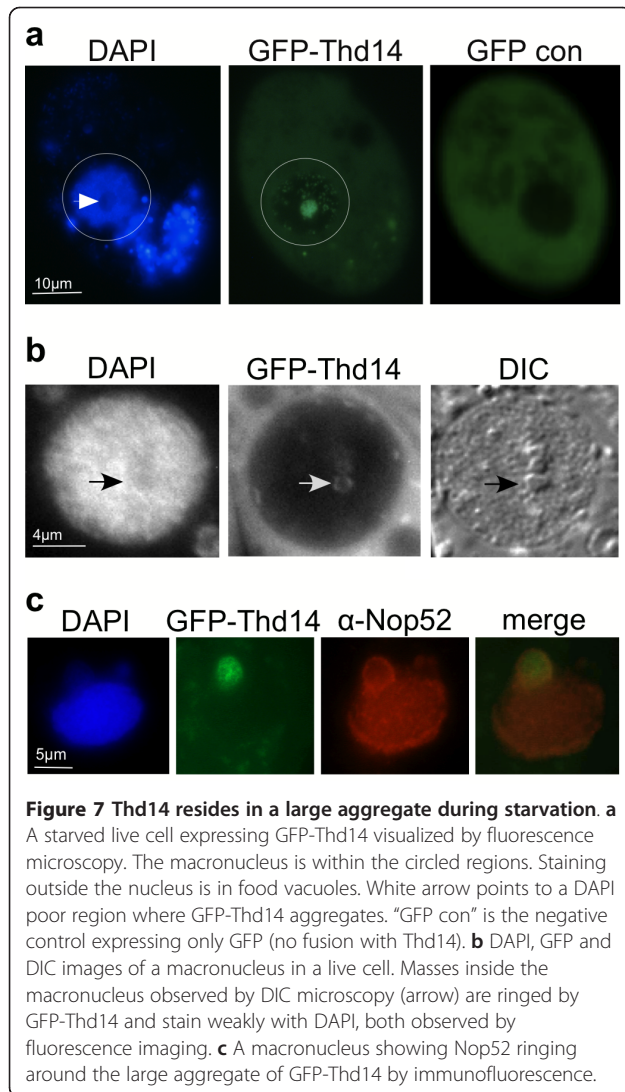 a
DAPI GFP-Thd14 GFP con
10μm
b
DAPI GFP-Thd14 DIC
4μm
c
DAPI GFP-Thd14 α-Nop52 merge
5μm
Figure 7 Thd14 resides in a large aggregate during starvation. a
A starved live cell expressing GFP-Thd14 visualized by fluorescence
microscopy. The macronucleus is within the circled regions. Staining
outside the nucleus is in food vacuoles. White arrow points to a DAPI
poor region where GFP-Thd14 aggregates. “GFP con” is the negative
control expressing only GFP (no fusion with Thd14). b DAPI, GFP and
DIC images of a macronucleus in a live cell. Masses inside the
macronucleus observed by DIC microscopy (arrow) are ringed by
GFP-Thd14 and stain weakly with DAPI, both observed by
fluorescence imaging. c A macronucleus showing Nop52 ringing
around the large aggregate of GFP-Thd14 by immunofluorescence.